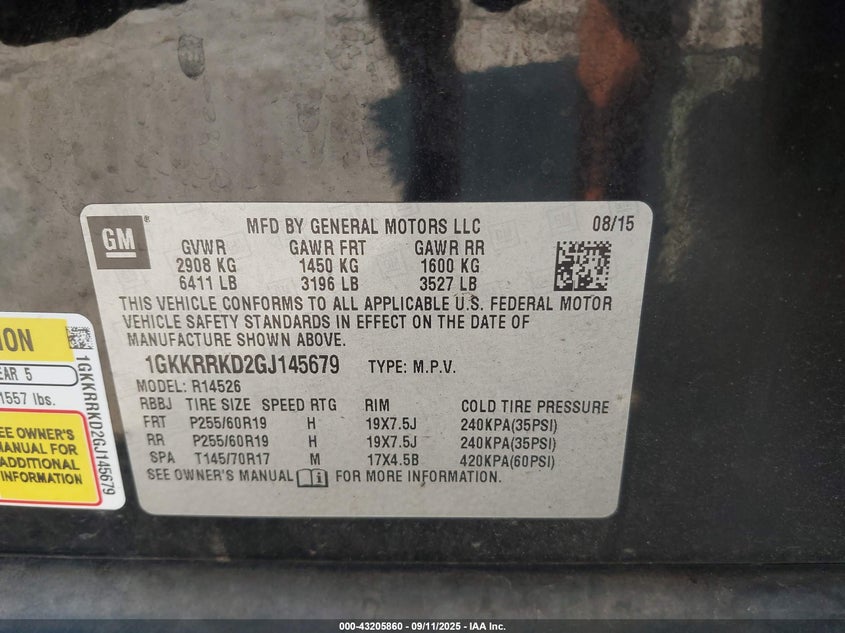 GM ®
MFD BY GENERAL MOTORS LLC 08/15
GVWR GAWR FRT GAWR RR
2908 KG 1450 KG 1600 KG
6411 LB 3196 LB 3527 LB
THIS VEHICLE CONFORMS TO ALL APPLICABLE U.S. FEDERAL MOTOR
VEHICLE SAFETY STANDARDS IN EFFECT ON THE DATE OF
MANUFACTURE SHOWN ABOVE.
1GKKRRKD2GJ145679 TYPE: M.P.V.
MODEL: R14526
RBBJ TIRE SIZE SPEED RTG RIM COLD TIRE PRESSURE
FRT P255/60R19 H 19X7.5J 240KPA(35PSI)
RR P255/60R19 H 19X7.5J 240KPA(35PSI)
SPA T145/70R17 M 17X4.5B 420KPA(60PSI)
SEE OWNER'S MANUAL i FOR MORE INFORMATION.
ION
EAR 5
1557 lbs.
EE OWNER'S
ANUAL FOR
ADDITIONAL
INFORMATION
1GKKRRKD2GJ145679
000-43205860 - 09/11/2025 - IAA Inc.